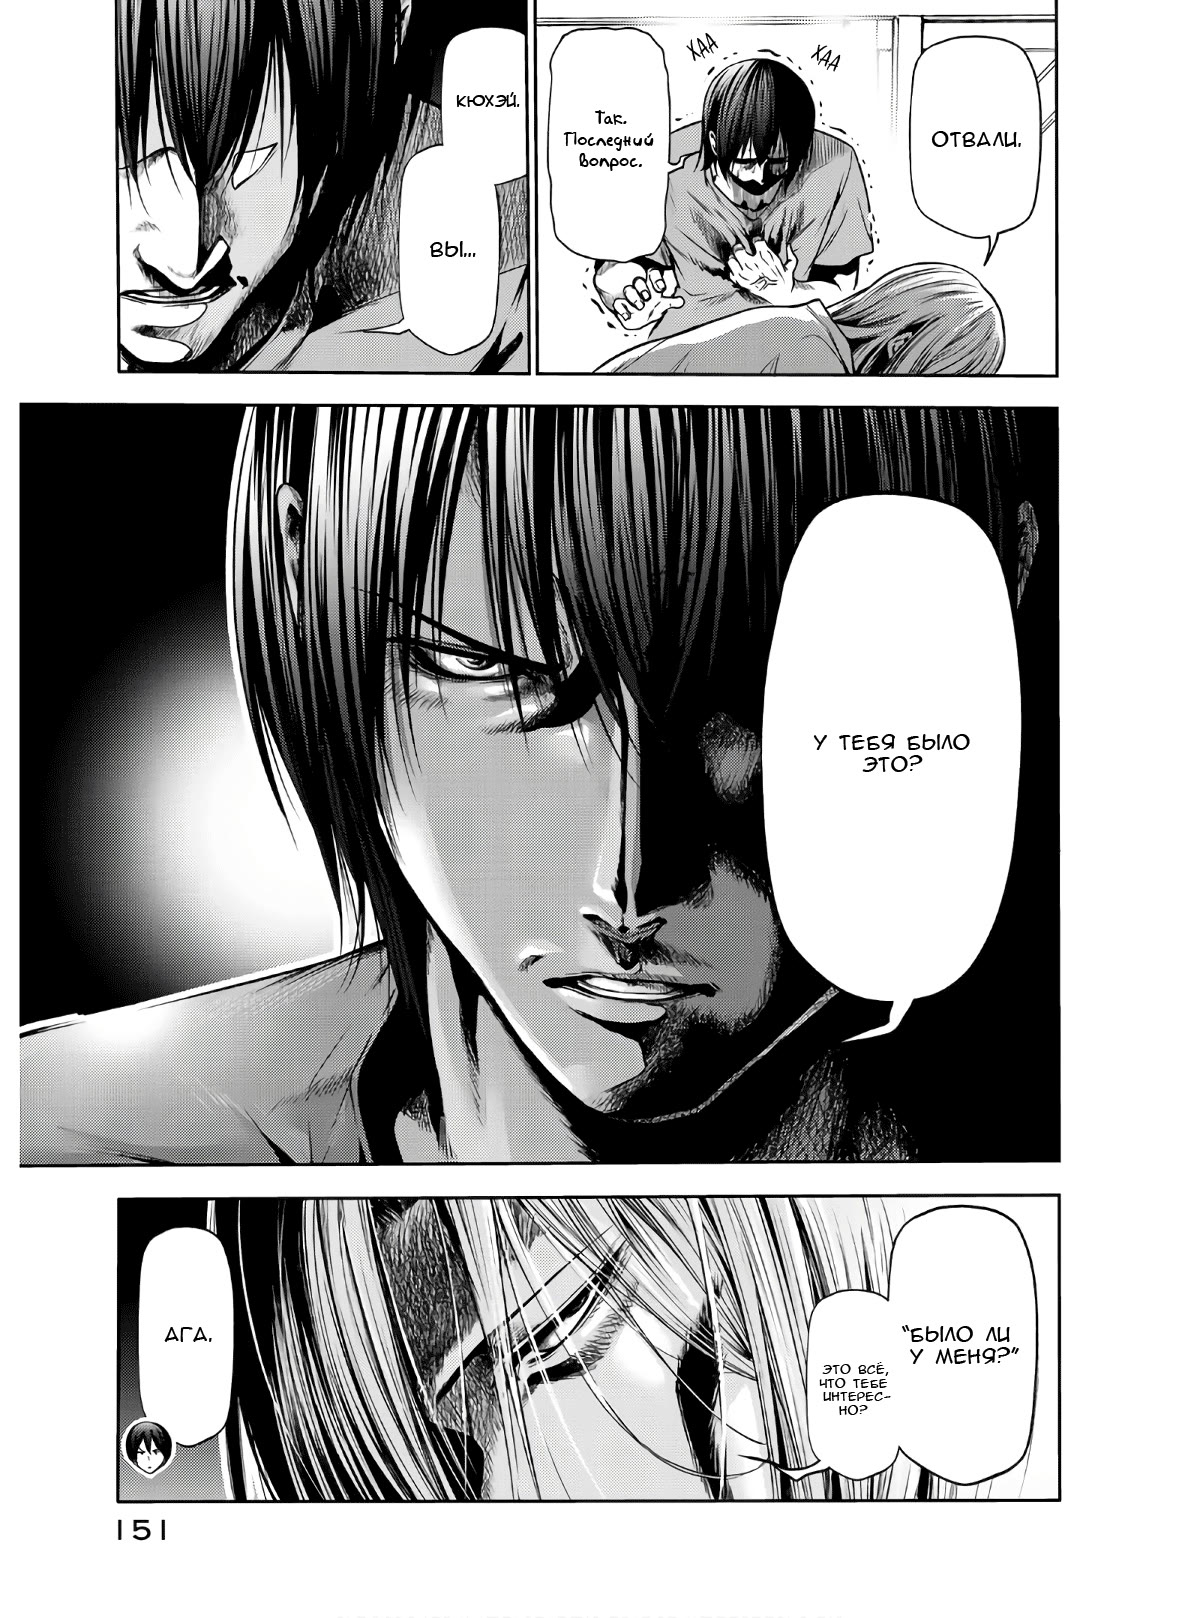 ОТВАЛИ.
ХАА
ХАА
Так.
Последний
вопрос.
КЮХЭЙ.
ВЫ...
У ТЕБЯ БЫЛО
ЭТО?
"БЫЛО ЛИ
У МЕНЯ?"
ЭТО ВСЁ,
ЧТО ТЕБЕ
ИНТЕРЕС-
НО?
АГА.
151